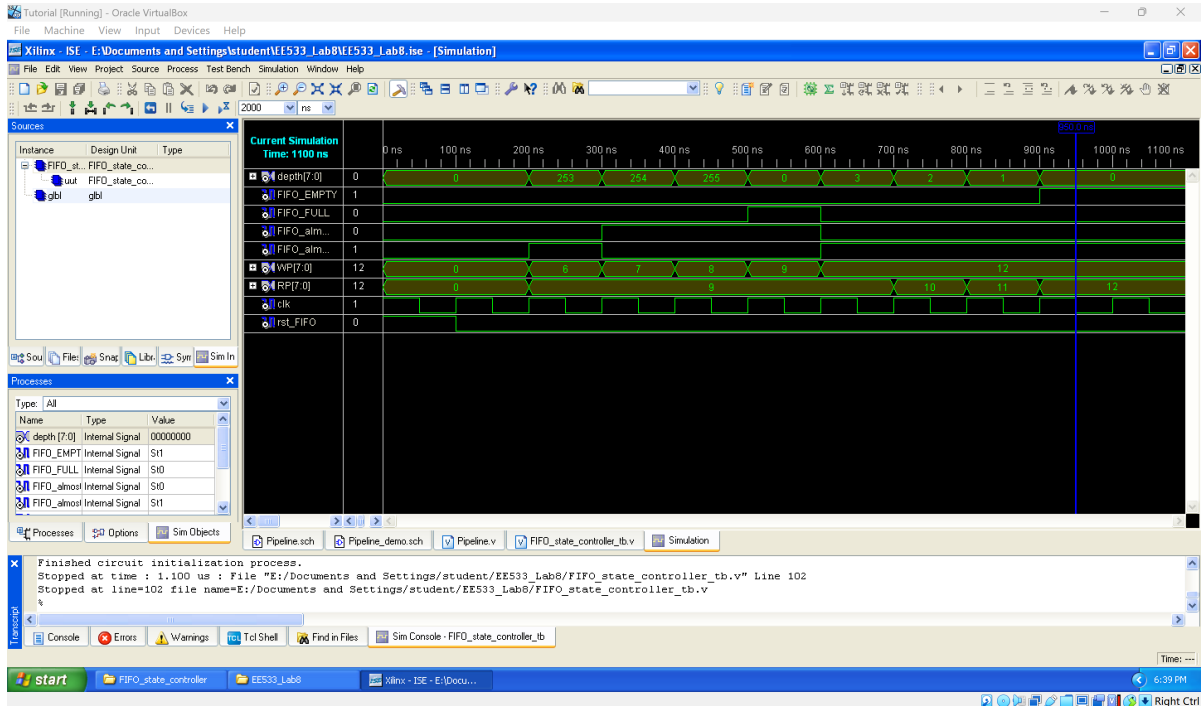 Tutorial [Running] - Oracle VirtualBox
File Machine View Input Devices Help
Xilinx - ISE - E:\Documents and Settings\student\EE533_Lab8\EE533_Lab8.ise - [Simulation]
File Edit View Project Source Process Test Bench Simulation Window Help
2000 ns
Sources
Instance Design Unit Type
FIFO_st... FIFO_state_co...
uut FIFO_state_co...
glbl glbl
Sou Files Snap Libr. Sym Sim In
Processes
Type: All
Name Type Value
depth [7:0] Internal Signal 00000000
FIFO_EMPT Internal Signal St1
FIFO_FULL Internal Signal St0
FIFO_almost Internal Signal St0
FIFO_almost Internal Signal St1
Processes Options Sim Objects
Current Simulation
Time: 1100 ns
950.0 ns
0 ns 100 ns 200 ns 300 ns 400 ns 500 ns 600 ns 700 ns 800 ns 900 ns 1000 ns 1100 ns
depth[7:0] 0 0 253 254 255 0 3 2 1 0
FIFO_EMPTY 1
FIFO_FULL 0
FIFO_alm... 0
FIFO_alm... 1
WP[7:0] 12 0 6 7 8 9 12
RP[7:0] 12 0 9 10 11 12
clk 1
rst_FIFO 0
Pipeline.sch Pipeline_demo.sch Pipeline.v FIFO_state_controller_tb.v Simulation
Finished circuit initialization process.
Stopped at time : 1.100 us : File "E:/Documents and Settings/student/EE533_Lab8/FIFO_state_controller_tb.v" Line 102
Stopped at line=102 file name=E:/Documents and Settings/student/EE533_Lab8/FIFO_state_controller_tb.v
%
Transcript
Console Errors Warnings Tcl Shell Find in Files Sim Console - FIFO_state_controller_tb
Time: ---
start FIFO_state_controller EE533_Lab8 Xilinx - ISE - E:\Docu... 6:39 PM
Right Ctrl